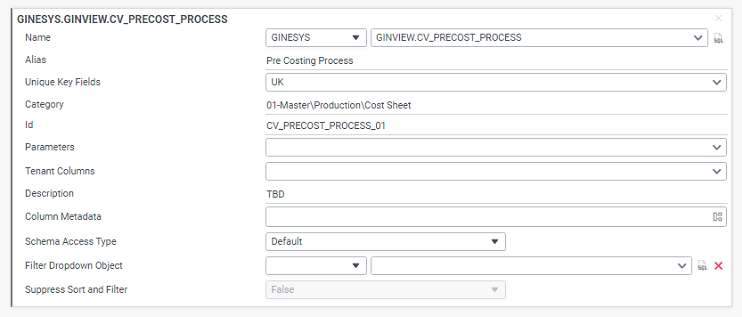 GINESYS.GINVIEW.CV_PRECOST_PROCESS
Name GINESYS GINVIEW.CV_PRECOST_PROCESS SQL
Alias Pre Costing Process
Unique Key Fields UK
Category 01-Master\Production\Cost Sheet
Id CV_PRECOST_PROCESS_01
Parameters
Tenant Columns
Description TBD
Column Metadata
Schema Access Type Default
Filter Dropdown Object SQL
Suppress Sort and Filter False